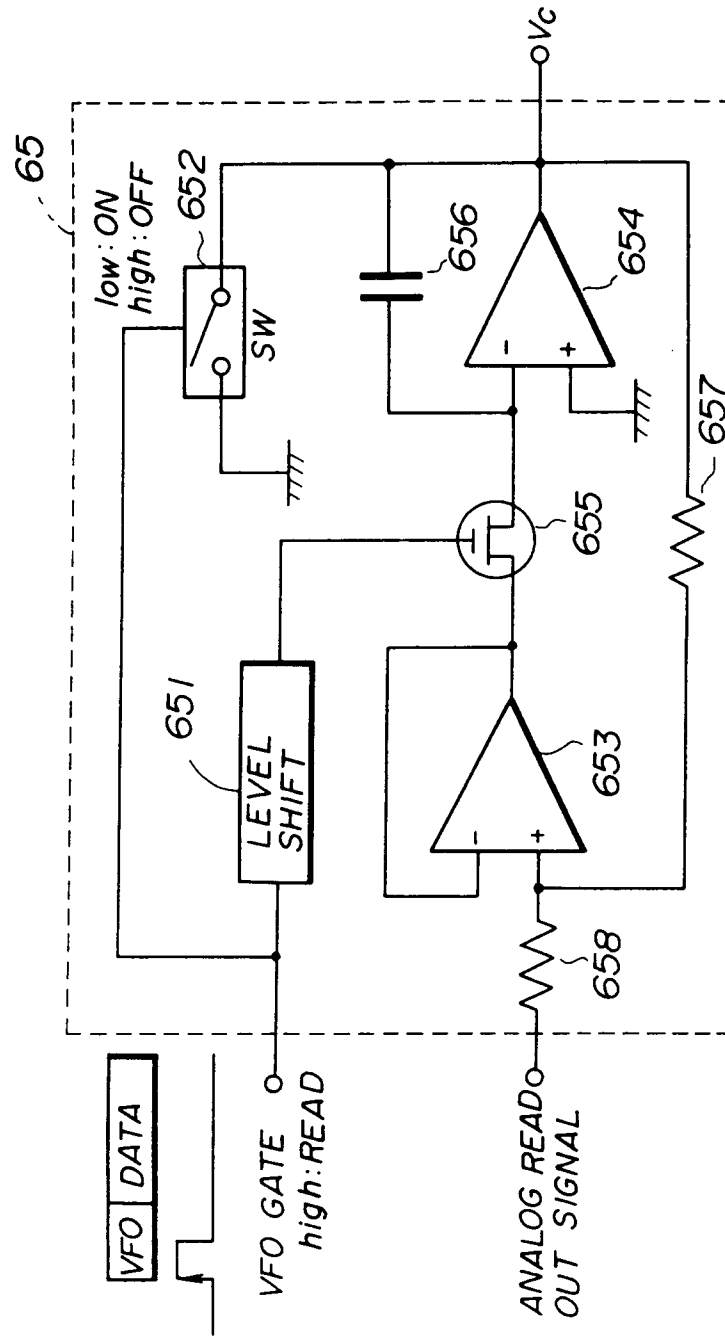 65
low:ON
high:OFF
652
SW
VFO DATA
VFO GATE
high:READ
651
LEVEL
SHIFT
656
Vc
-
+
654
655
-
+
653
657
658
ANALOG READ
OUT SIGNAL